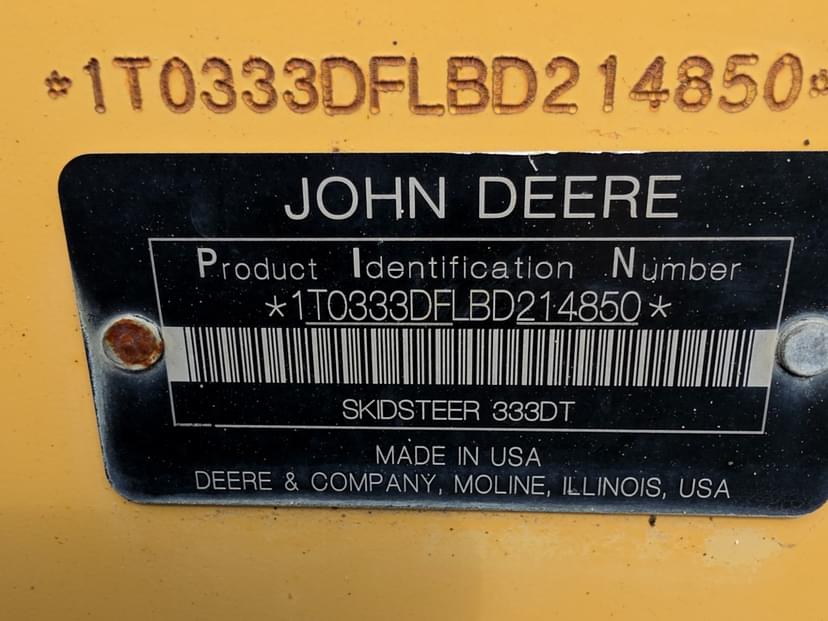 *1T0333DFLBD214850*
JOHN DEERE
Product Identification Number
*1T0333DFLBD214850*
SKIDSTEER 333DT
MADE IN USA
DEERE & COMPANY, MOLINE, ILLINOIS, USA